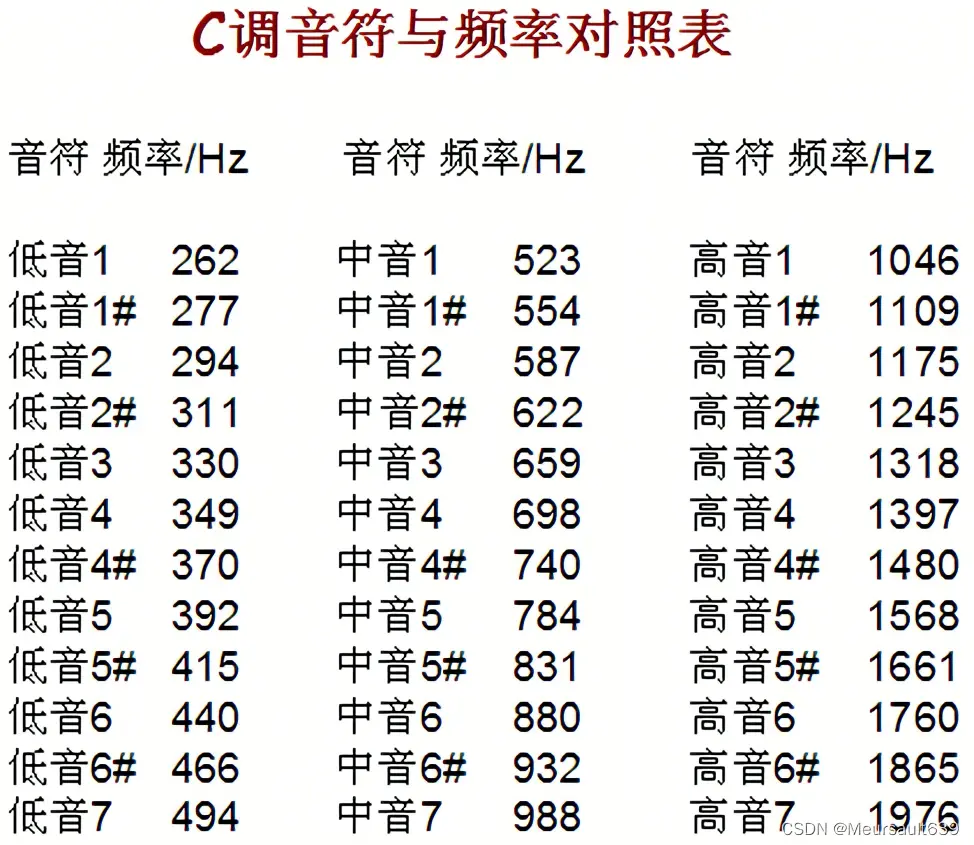 C调音符与频率对照表
音符 频率/Hz 音符 频率/Hz 音符 频率/Hz
低音1 262 中音1 523 高音1 1046
低音1# 277 中音1# 554 高音1# 1109
低音2 294 中音2 587 高音2 1175
低音2# 311 中音2# 622 高音2# 1245
低音3 330 中音3 659 高音3 1318
低音4 349 中音4 698 高音4 1397
低音4# 370 中音4# 740 高音4# 1480
低音5 392 中音5 784 高音5 1568
低音5# 415 中音5# 831 高音5# 1661
低音6 440 中音6 880 高音6 1760
低音6# 466 中音6# 932 高音6# 1865
低音7 494 中音7 988 高音7 1976
CSDN @Meursault639